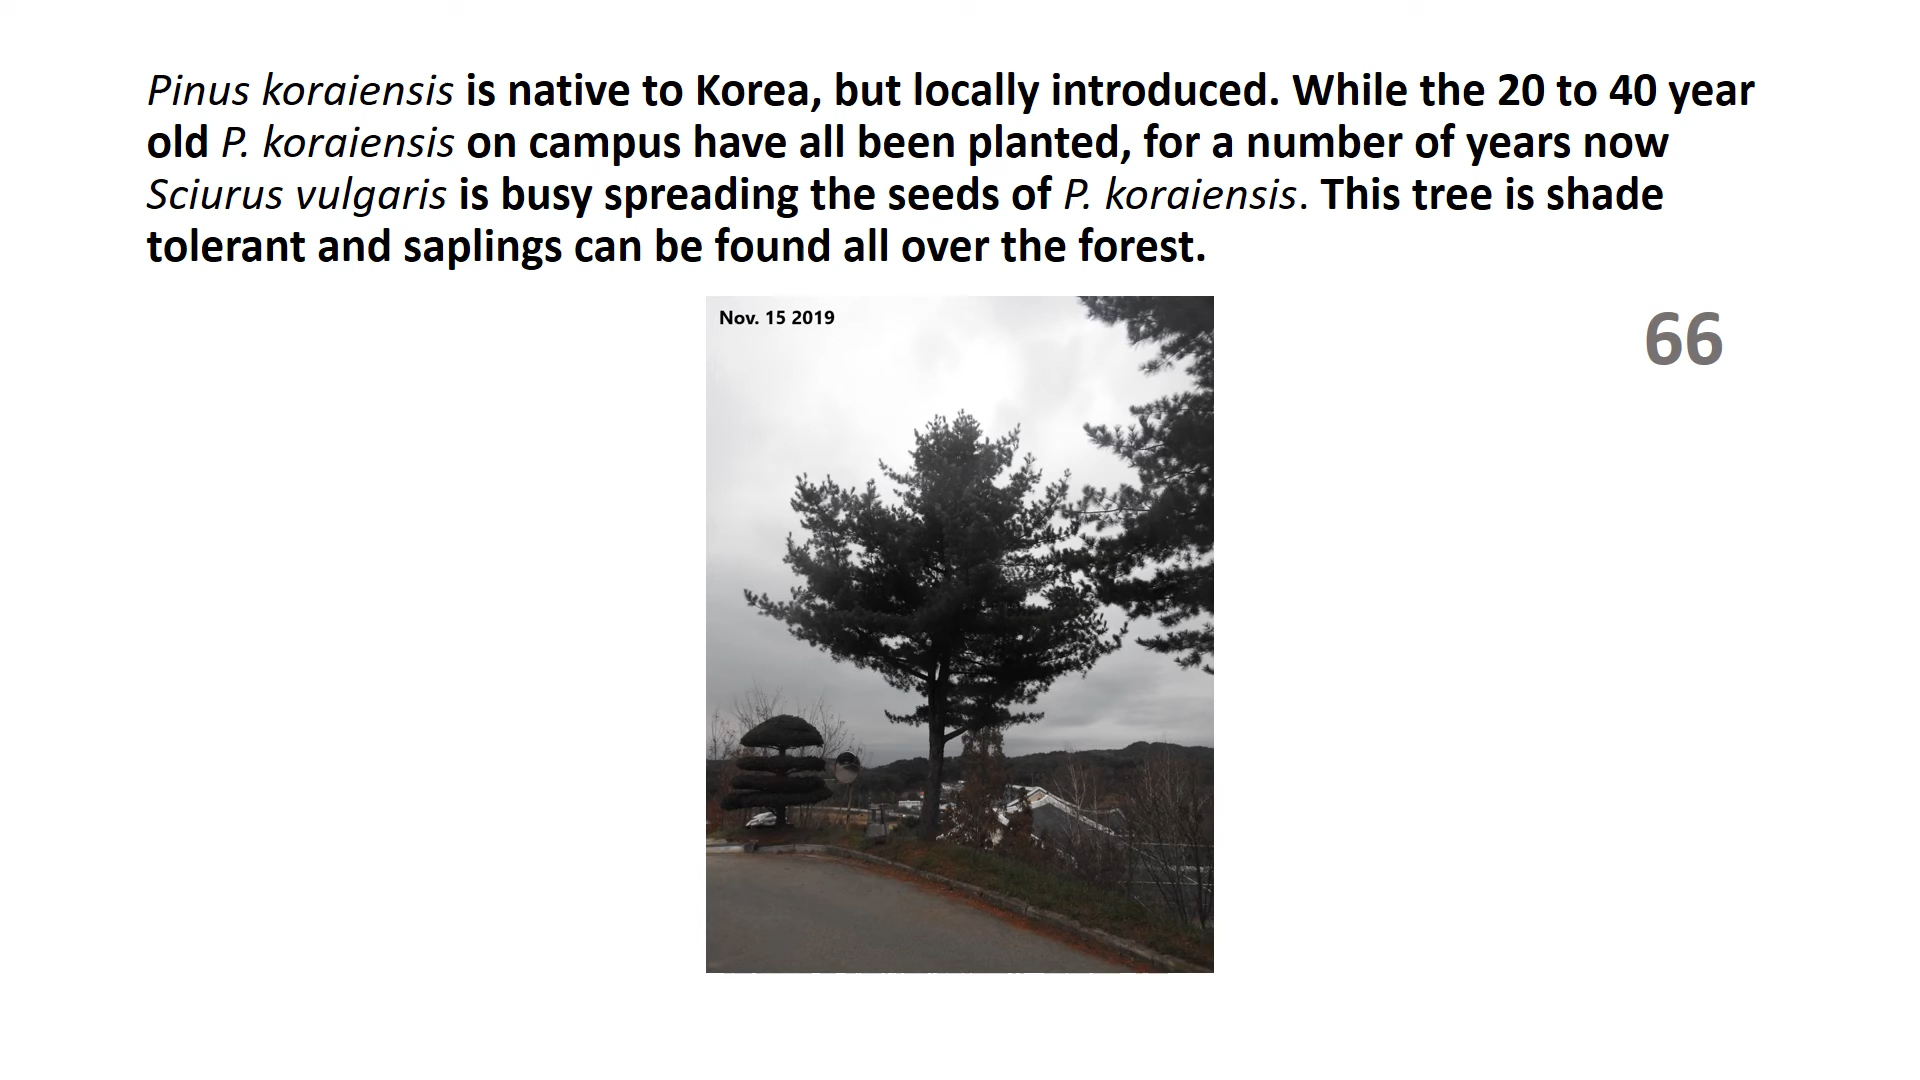 Pinus koraiensis is native to Korea, but locally introduced. While the 20 to 40 year
old P. koraiensis on campus have all been planted, for a number of years now
Sciurus vulgaris is busy spreading the seeds of P. koraiensis. This tree is shade
tolerant and saplings can be found all over the forest.
Nov. 15 2019
66